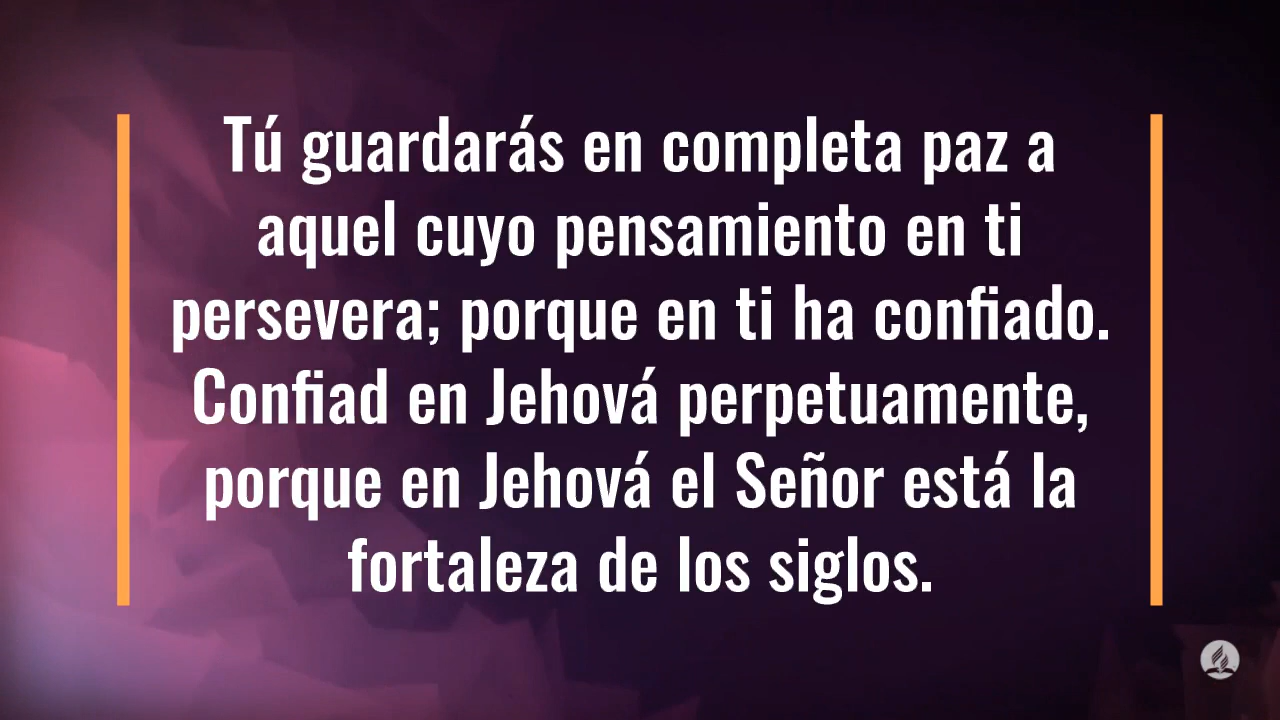 Tú guardarás en completa paz a
aquel cuyo pensamiento en ti
persevera; porque en ti ha confiado.
Confiad en Jehová perpetuamente,
porque en Jehová el Señor está la
fortaleza de los siglos.